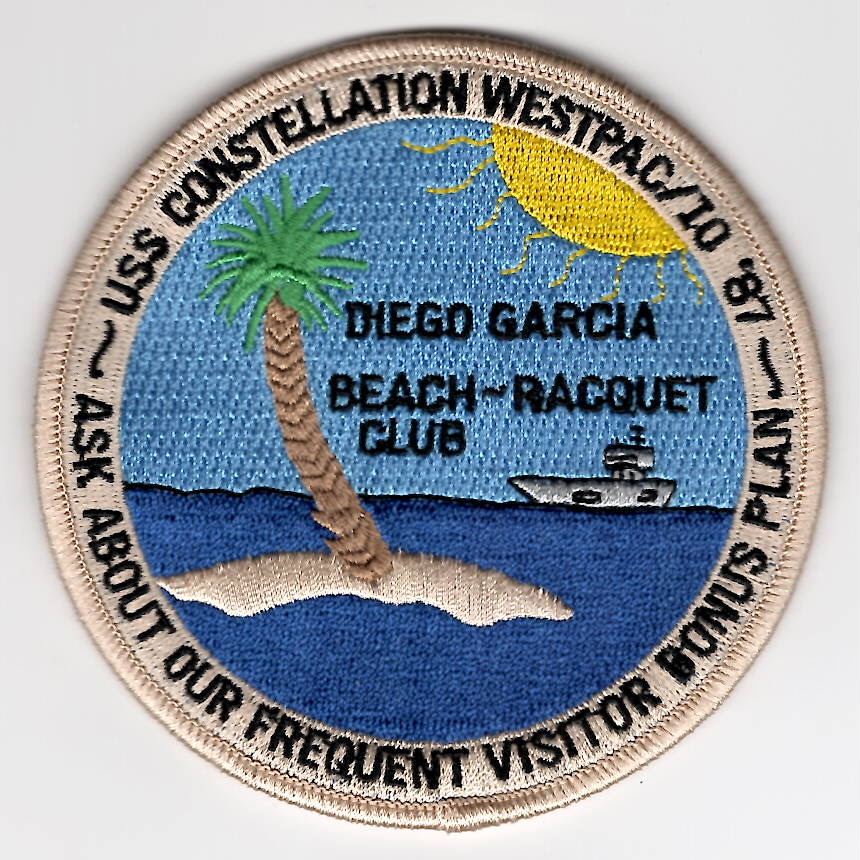 ~ USS CONSTELLATION WESTPAC/IO '87 ~
DIEGO GARCIA
BEACH~RACQUET
CLUB
ASK ABOUT OUR FREQUENT VISITOR BONUS PLAN